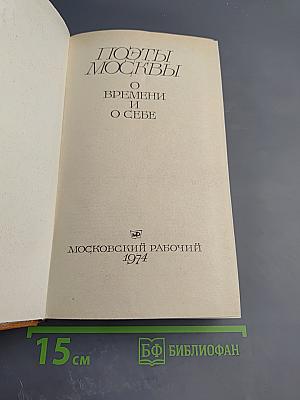 ПОЭТЫ
МОСКВЫ
О
ВРЕМЕНИ
И
О СЕБЕ
МОСКОВСКИЙ РАБОЧИЙ
1974
15 см
БФ БИБЛИОФАН